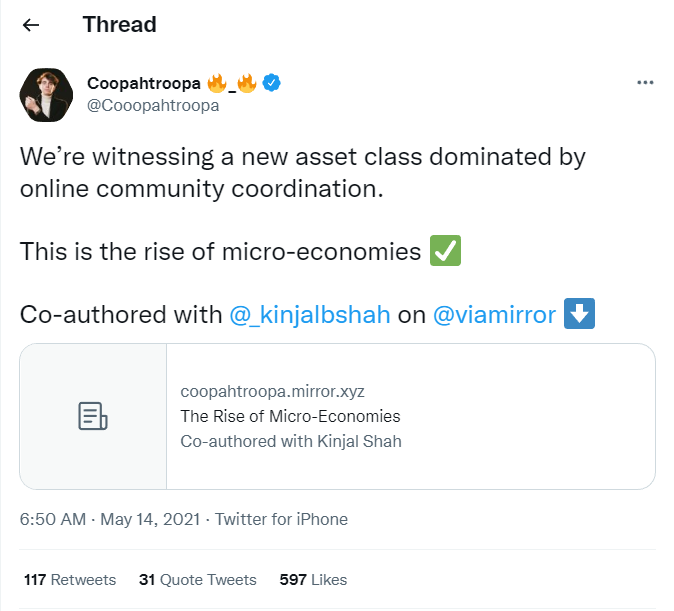 Thread
Coopahtroopa 🔥_🔥
@Cooopahtroopa
We’re witnessing a new asset class dominated by
online community coordination.
This is the rise of micro-economies ✅
Co-authored with @_kinjalbshah on @viamirror ⬇️
coopahtroopa.mirror.xyz
The Rise of Micro-Economies
Co-authored with Kinjal Shah
6:50 AM · May 14, 2021 · Twitter for iPhone
117 Retweets 31 Quote Tweets 597 Likes